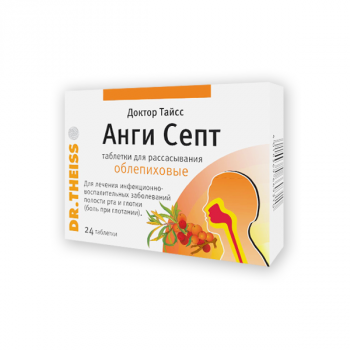 DR.THEISS
Доктор Тайсс
Анги Септ
таблетки для рассасывания
облепиховые
Для лечения инфекционно-
воспалительных заболеваний
полости рта и глотки
(боль при глотании).
24 таблетки